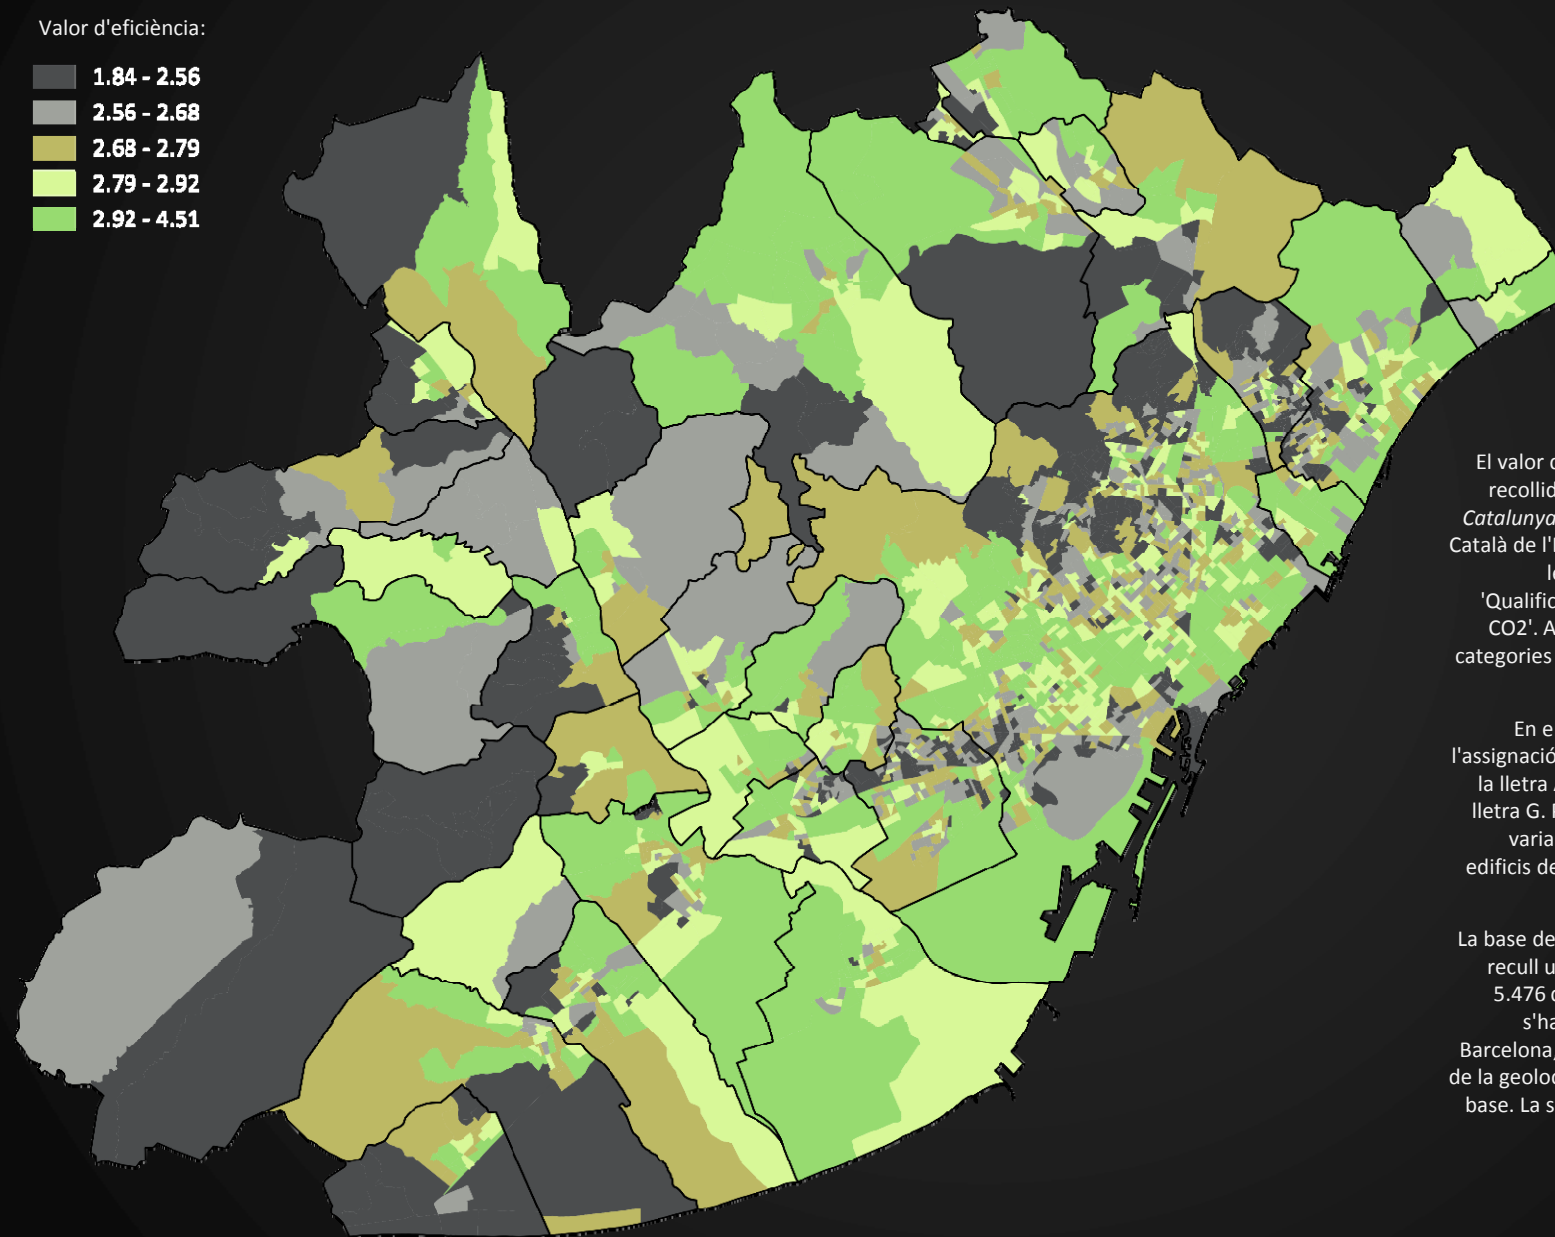 Valor d'eficiència:
1.84 - 2.56
2.56 - 2.68
2.68 - 2.79
2.79 - 2.92
2.92 - 4.51
El valor
recollid
Catalunya
Català de l'
'Qualific
CO2'. A
categories
En e
l'assignació
la lletra
lletra G.
varia
edificis de
La base de
recull u
5.476
s'ha
Barcelona,
de la geoloc
base. La s